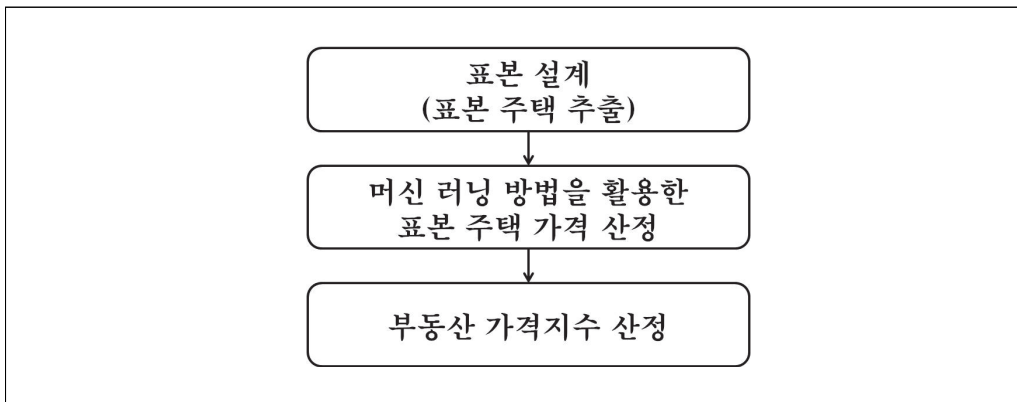 표본 설계
(표본 주택 추출)
머신 러닝 방법을 활용한
표본 주택 가격 산정
부동산 가격지수 산정